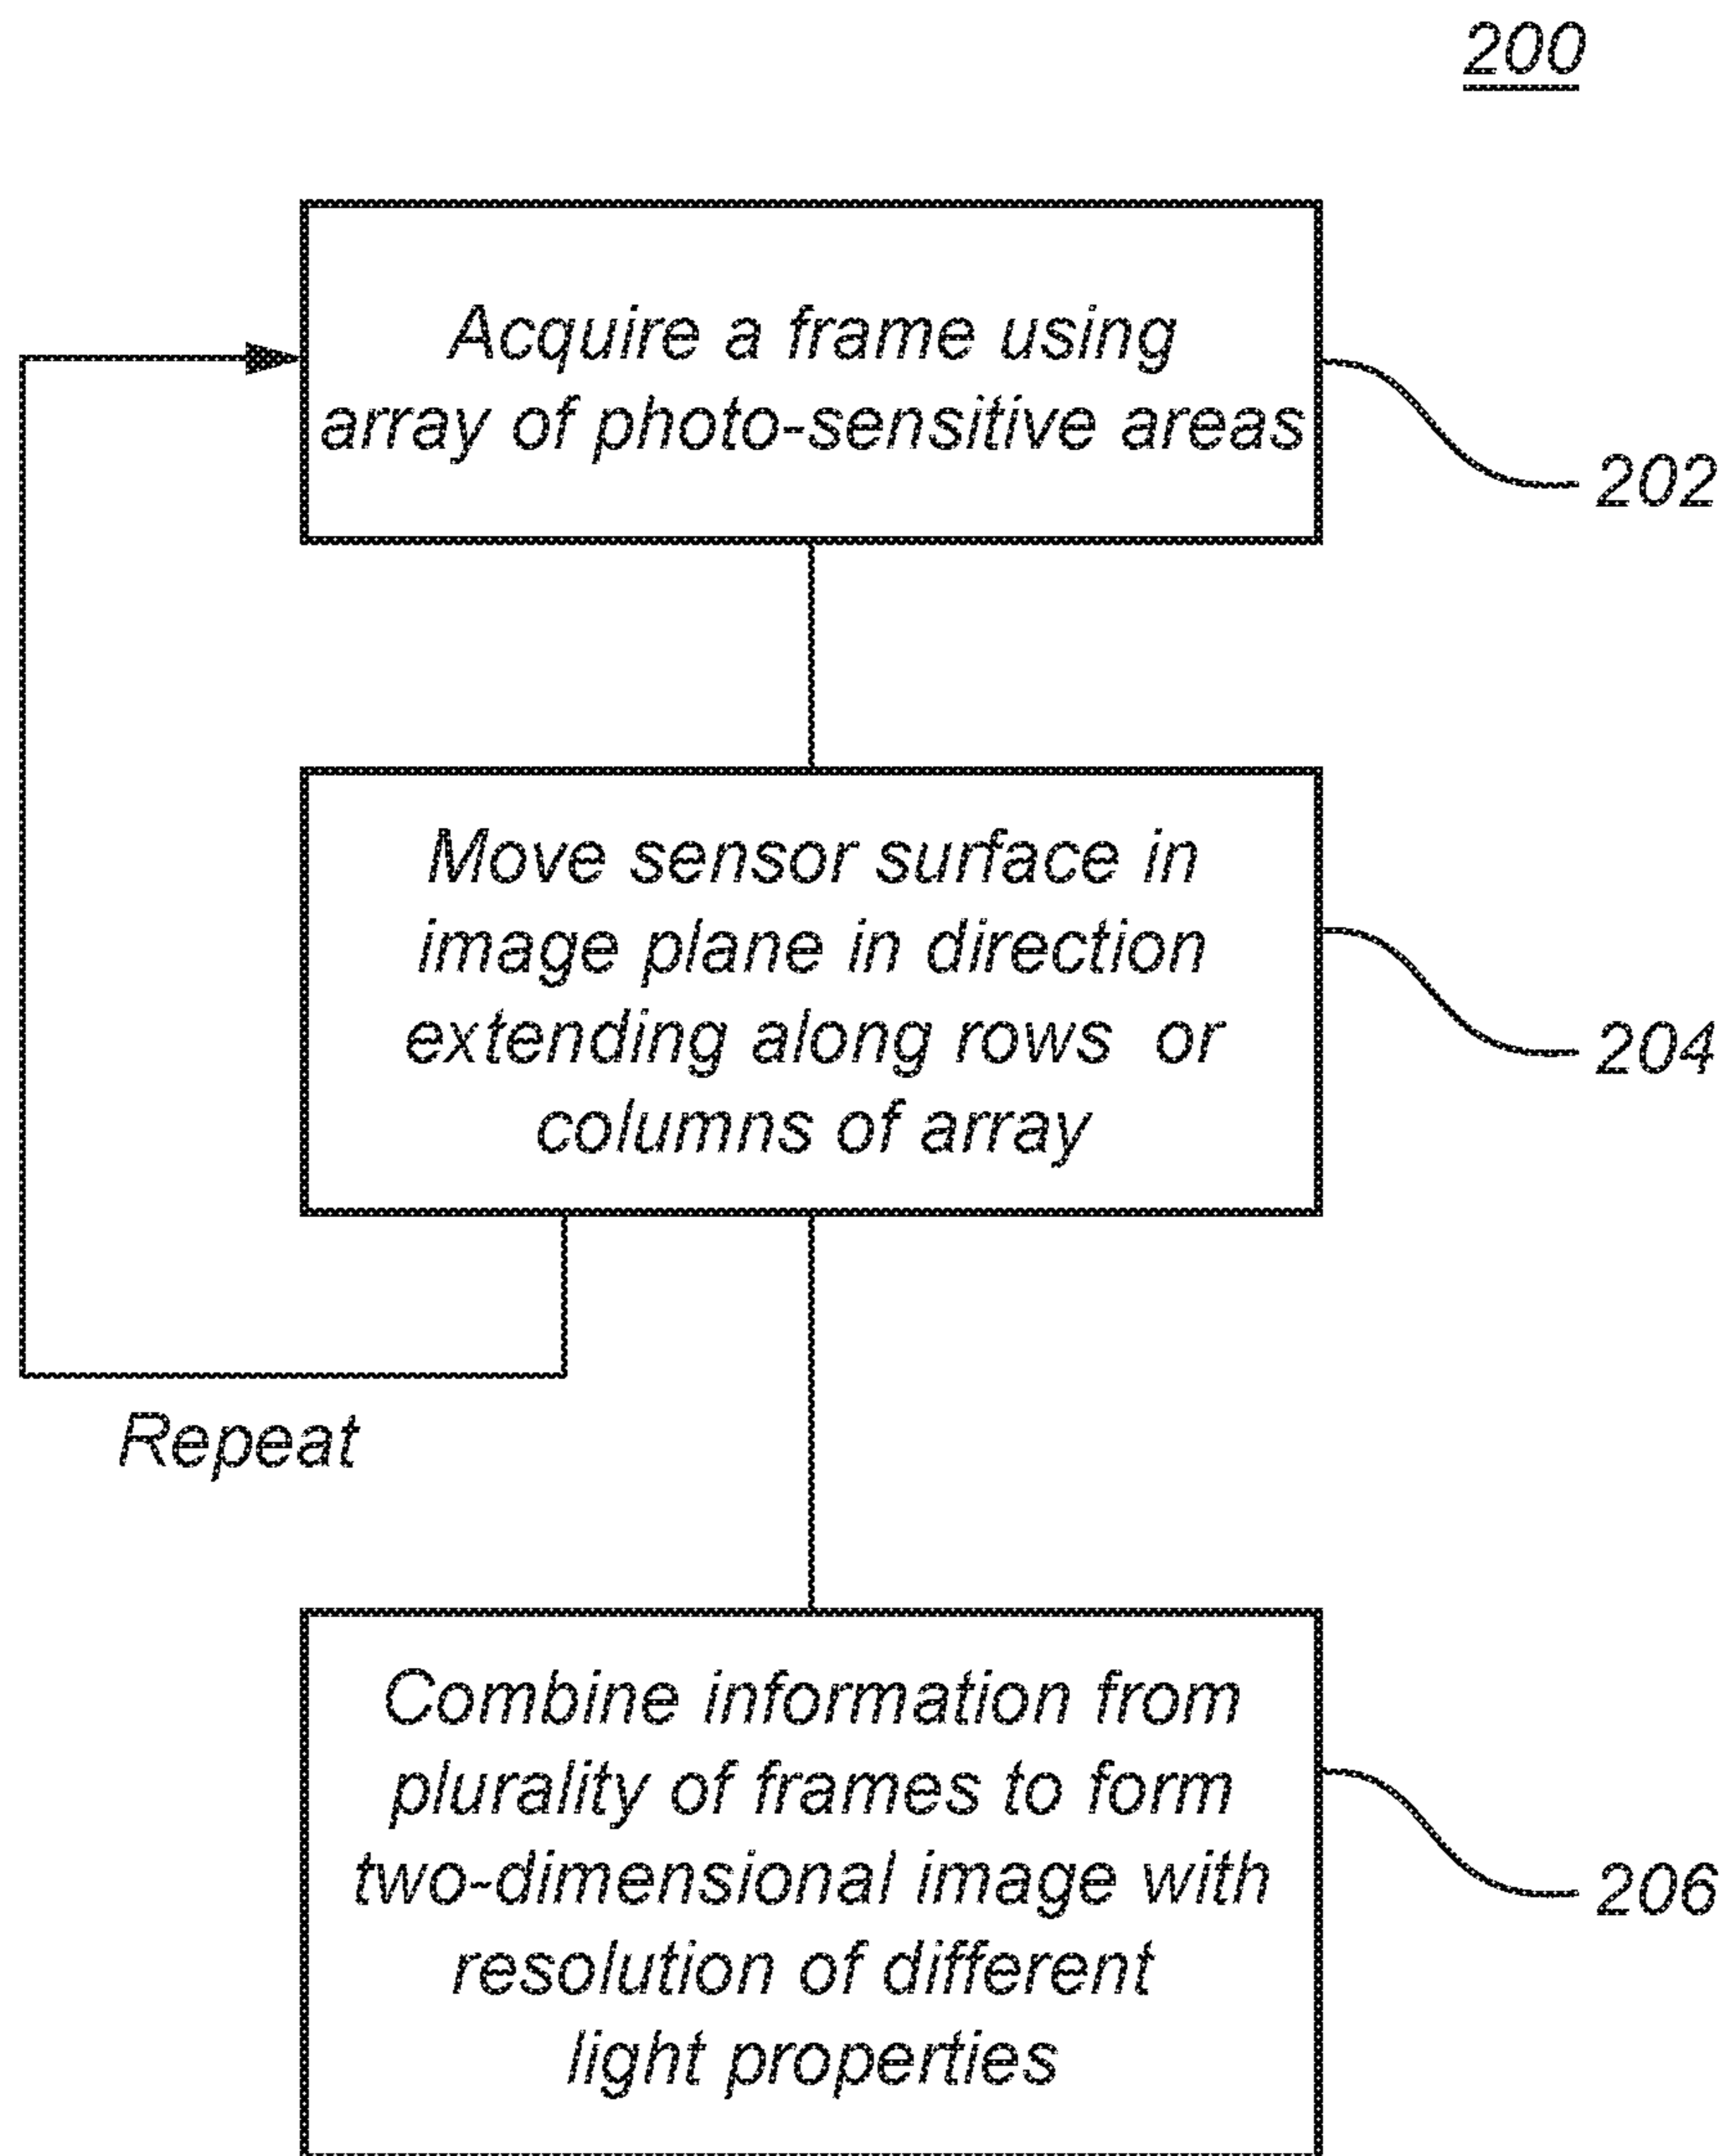 200
Acquire a frame using
array of photo-sensitive areas
202
Move sensor surface in
image plane in direction
extending along rows or
columns of array
204
Repeat
Combine information from
plurality of frames to form
two-dimensional image with
resolution of different
light properties
206